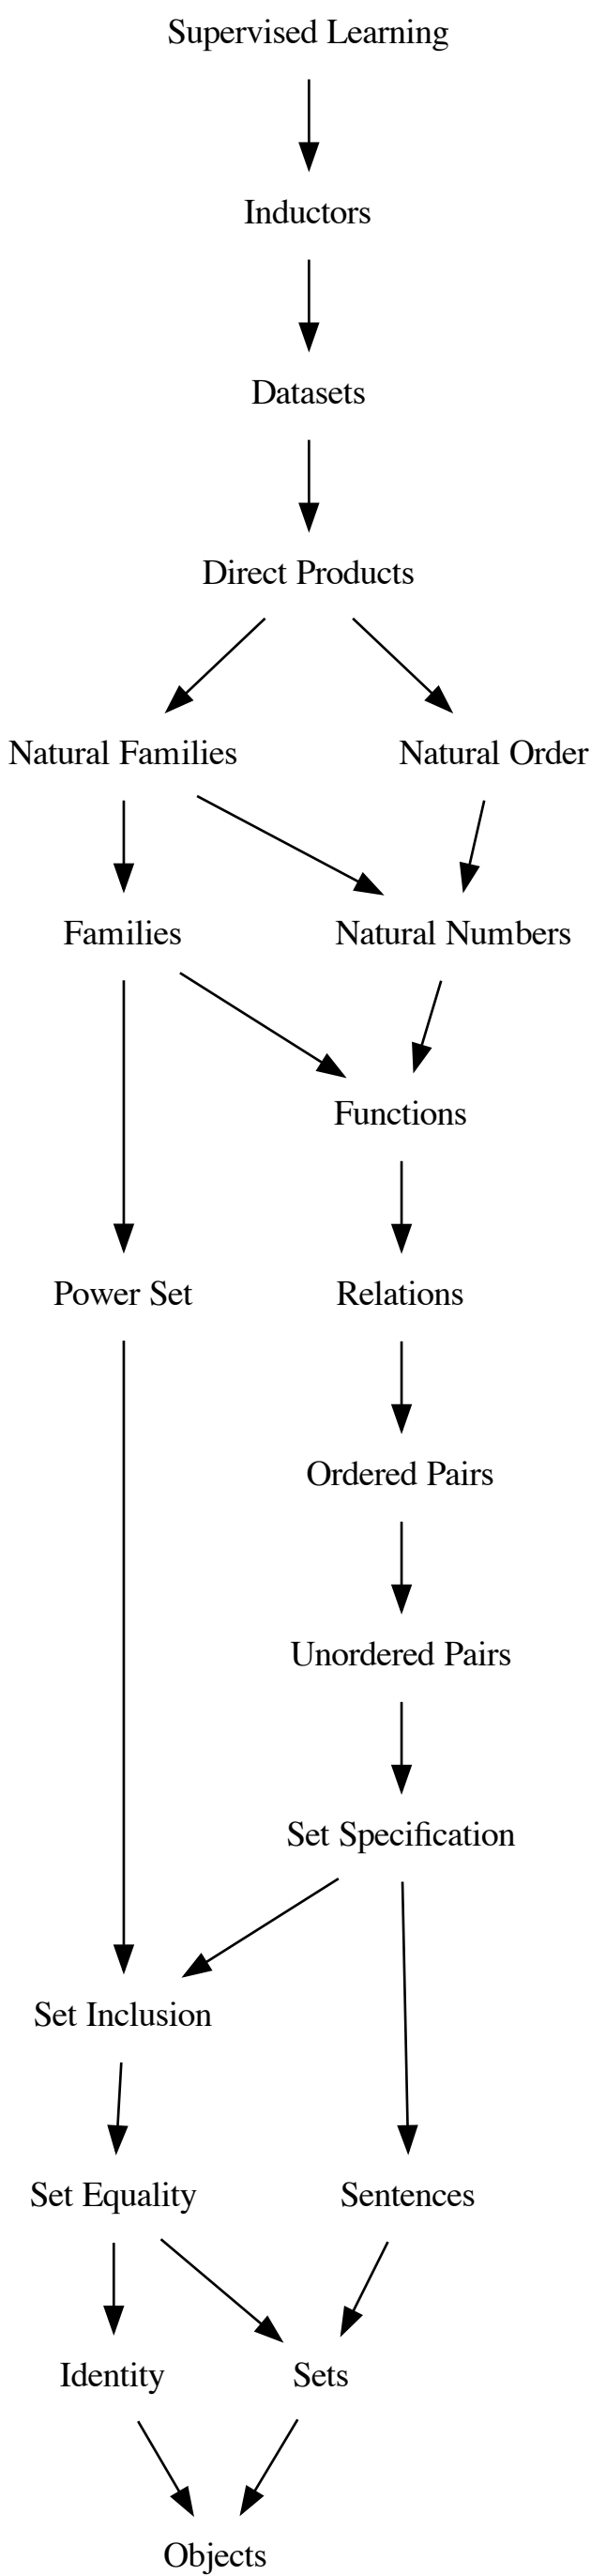 Supervised Learning
Inductors
Datasets
Direct Products
Natural Families
Natural Order
Families
Natural Numbers
Functions
Power Set
Relations
Ordered Pairs
Unordered Pairs
Set Specification
Set Inclusion
Set Equality
Sentences
Identity
Sets
Objects